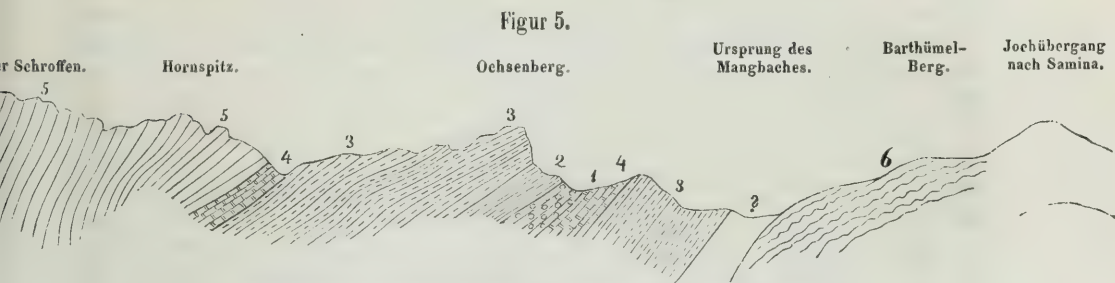 Figur 5.
r Schroffen.
Hornspitz.
Ochsenberg.
Ursprung des
Mangbaches.
Barthümel-
Berg.
Jochübergang
nach Samina.
5
5
4
3
3
2
1
4
3
?
6